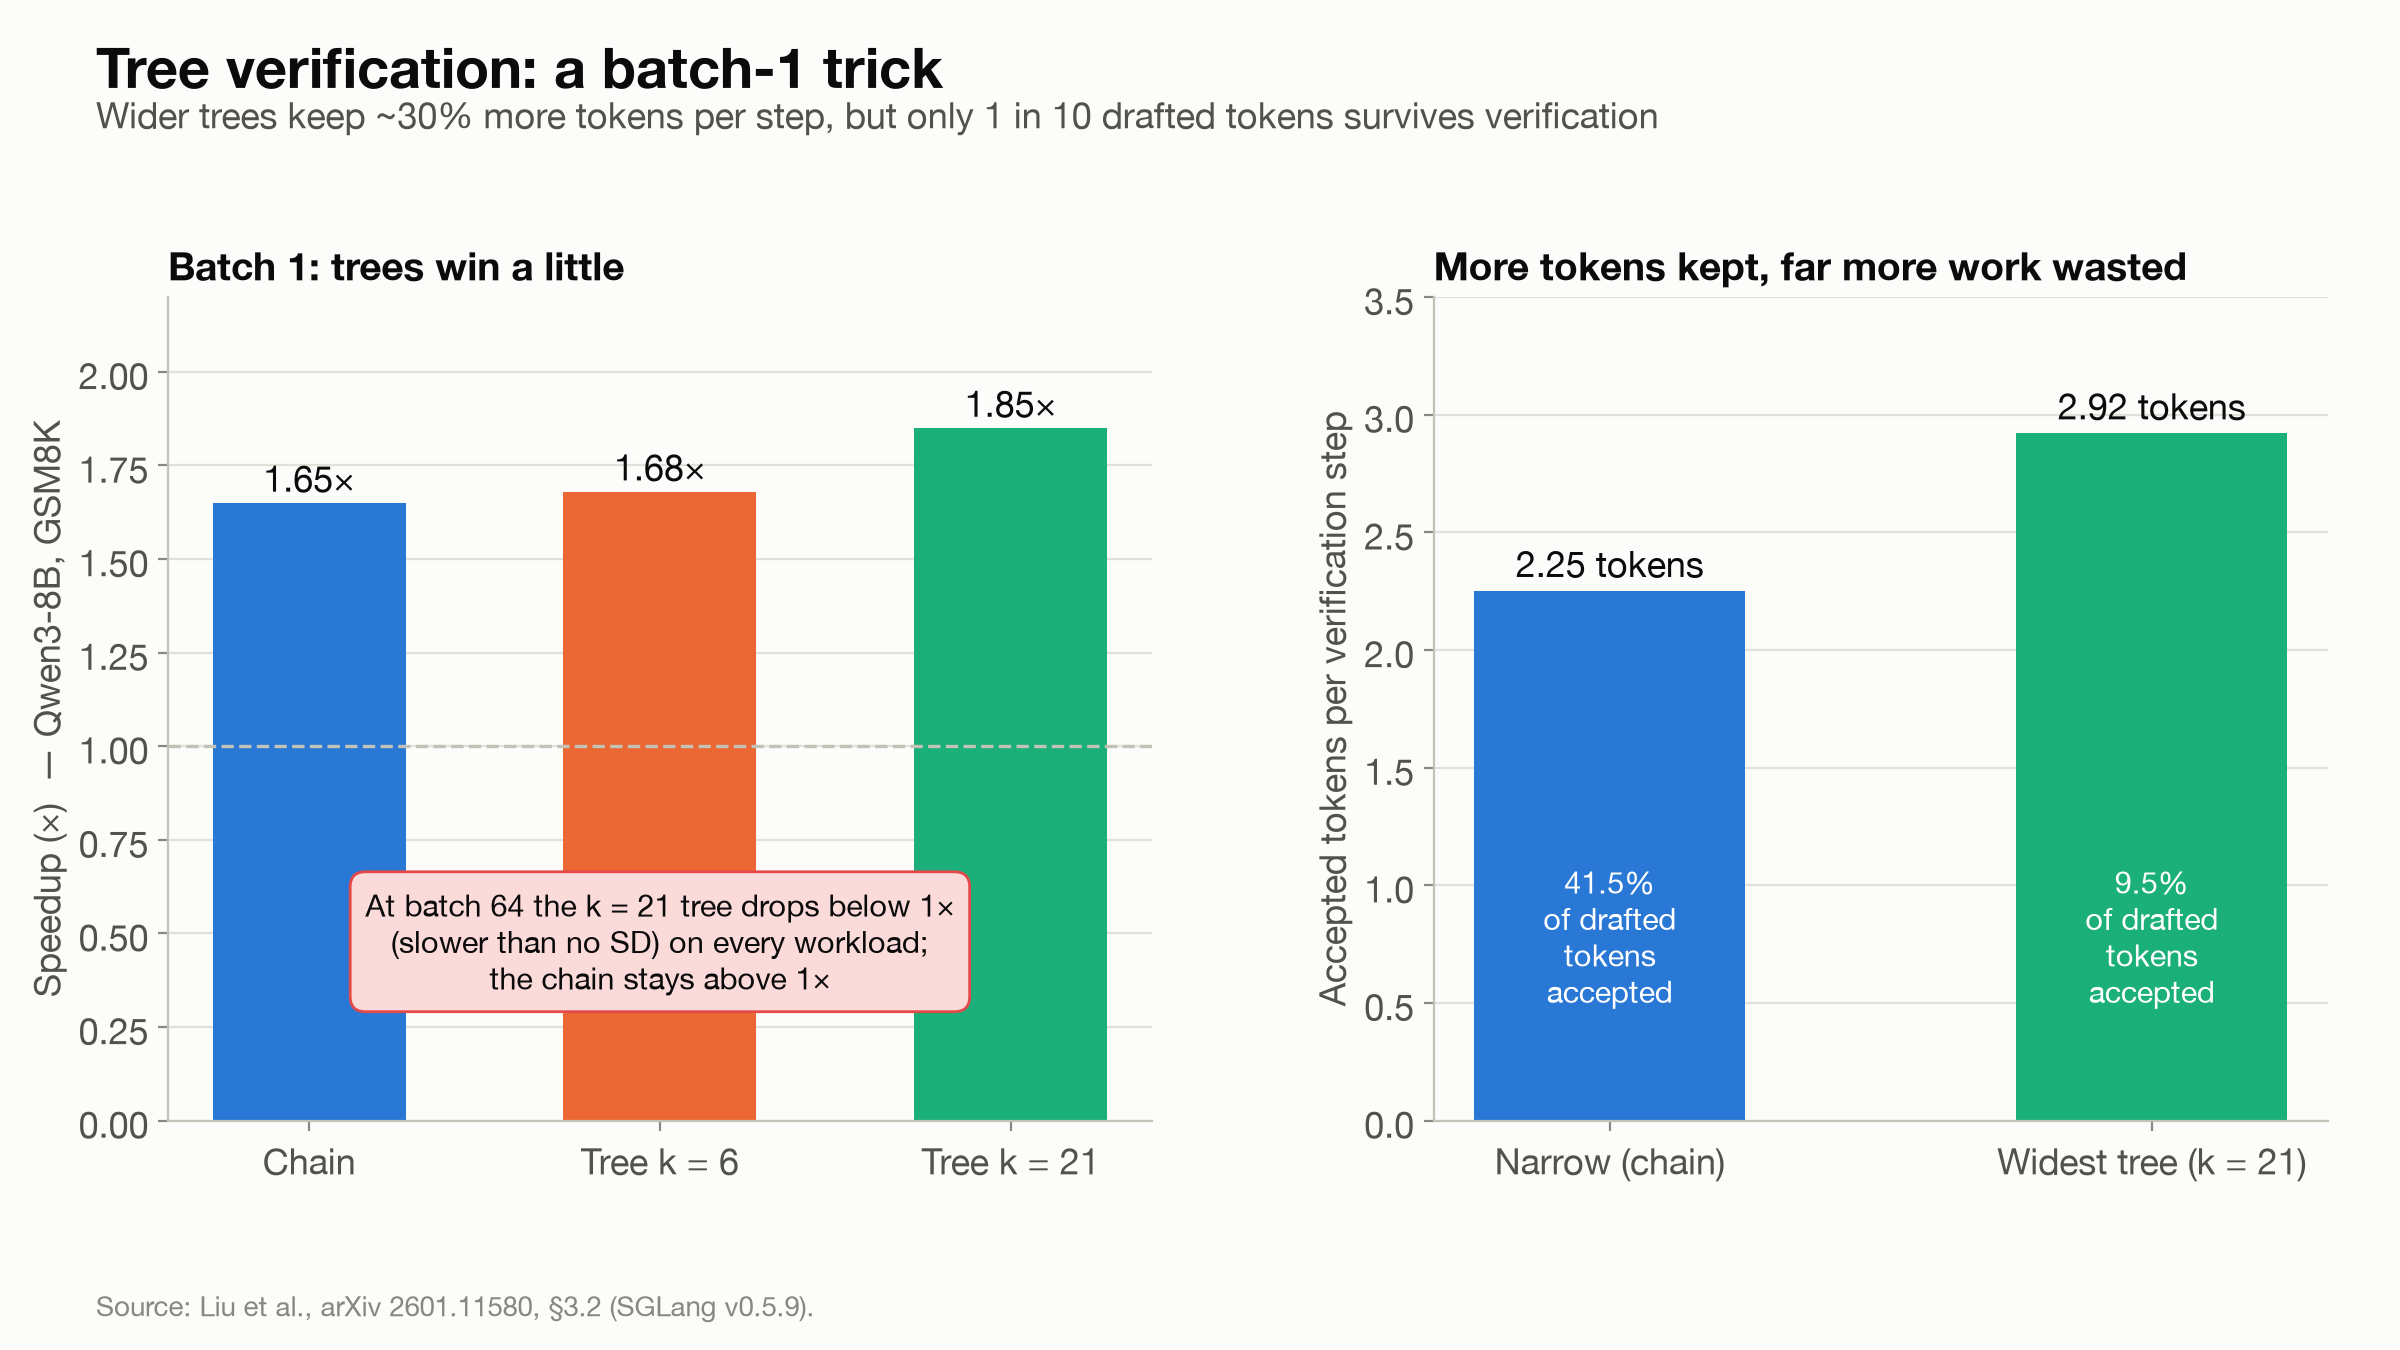 Tree verification: a batch-1 trick
Wider trees keep ~30% more tokens per step, but only 1 in 10 drafted tokens survives verification
Batch 1: trees win a little
Speedup (×) — Qwen3-8B, GSM8K
2.00
1.75
1.50
1.25
1.00
0.75
0.50
0.25
0.00
1.65×
1.68×
1.85×
At batch 64 the k = 21 tree drops below 1×
(slower than no SD) on every workload;
the chain stays above 1×
Chain
Tree k = 6
Tree k = 21
More tokens kept, far more work wasted
Accepted tokens per verification step
3.5
3.0
2.5
2.0
1.5
1.0
0.5
0.0
2.25 tokens
2.92 tokens
41.5%
of drafted
tokens
accepted
9.5%
of drafted
tokens
accepted
Narrow (chain)
Widest tree (k = 21)
Source: Liu et al., arXiv 2601.11580, §3.2 (SGLang v0.5.9).